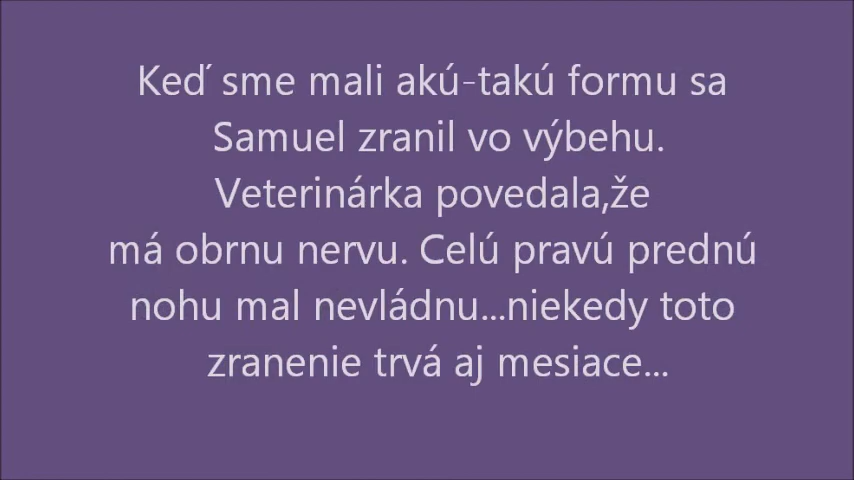 Keď sme mali akú-takú formu sa
Samuel zranil vo výbehu.
Veterinárka povedala,že
má obrnu nervu. Celú pravú prednú
nohu mal nevládnu...niekedy toto
zranenie trvá aj mesiace...